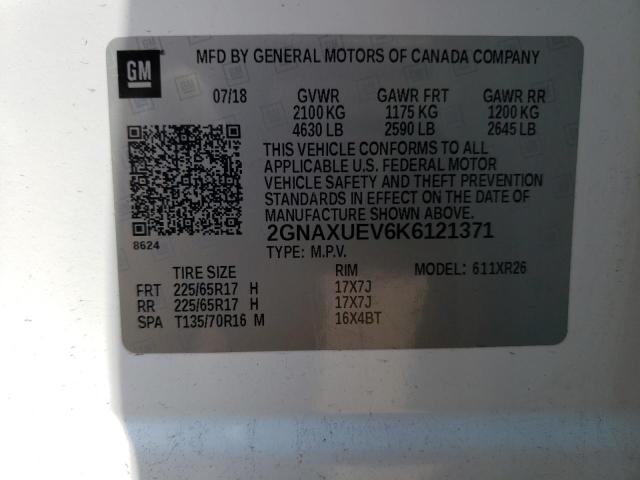 GM
MFD BY GENERAL MOTORS OF CANADA COMPANY
07/18 GVWR GAWR FRT GAWR RR
2100 KG 1175 KG 1200 KG
4630 LB 2590 LB 2645 LB
THIS VEHICLE CONFORMS TO ALL
APPLICABLE U.S. FEDERAL MOTOR
VEHICLE SAFETY AND THEFT PREVENTION
STANDARDS IN EFFECT ON THE DATE OF
MANUFACTURE SHOWN ABOVE.
2GNAXUEV6K6121371
8624
TYPE: M.P.V.
TIRE SIZE RIM MODEL: 611XR26
FRT 225/65R17 H 17X7J
RR 225/65R17 H 17X7J
SPA T135/70R16 M 16X4BT